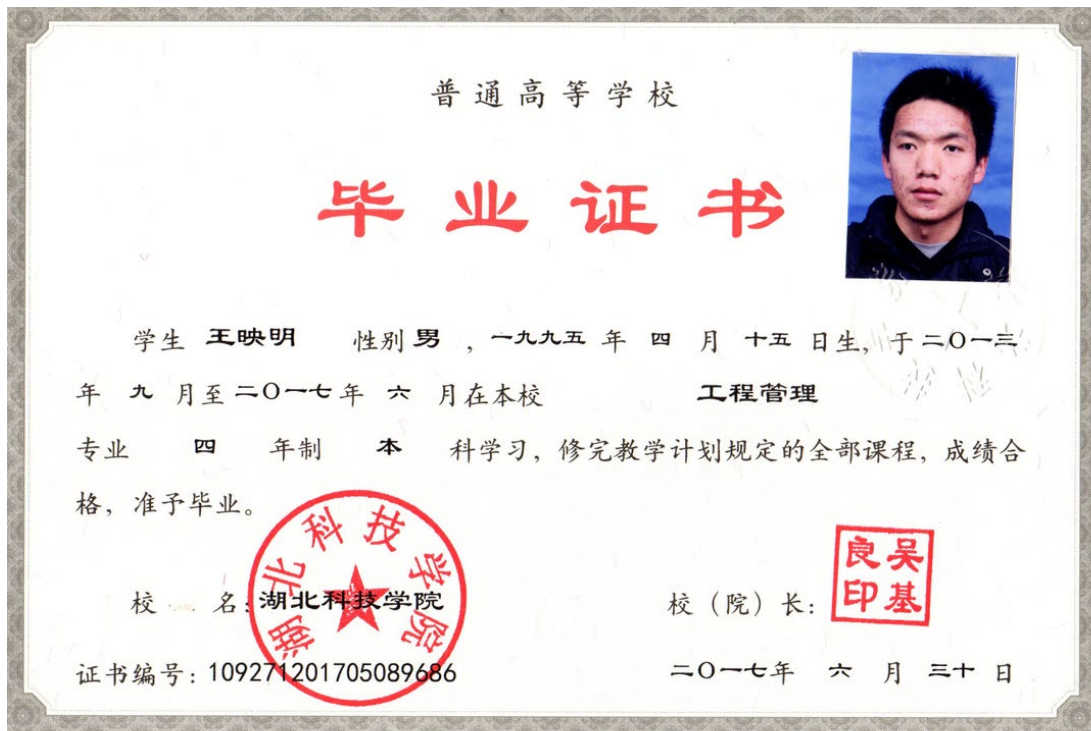 普通高等学校
毕业证书
学生 王映明 性别 男 ，一九九五 年 四 月 十五 日生，于二〇一三
年 九 月至二〇一七年 六 月在本校 工程管理
专业 四 年制 本 科学习，修完教学计划规定的全部课程，成绩合
格，准予毕业。
湖北科技学院
校 名：湖北科技学院
校（院）长：
吴基良印
证书编号：109271201705089686
二〇一七年 六 月 三十 日